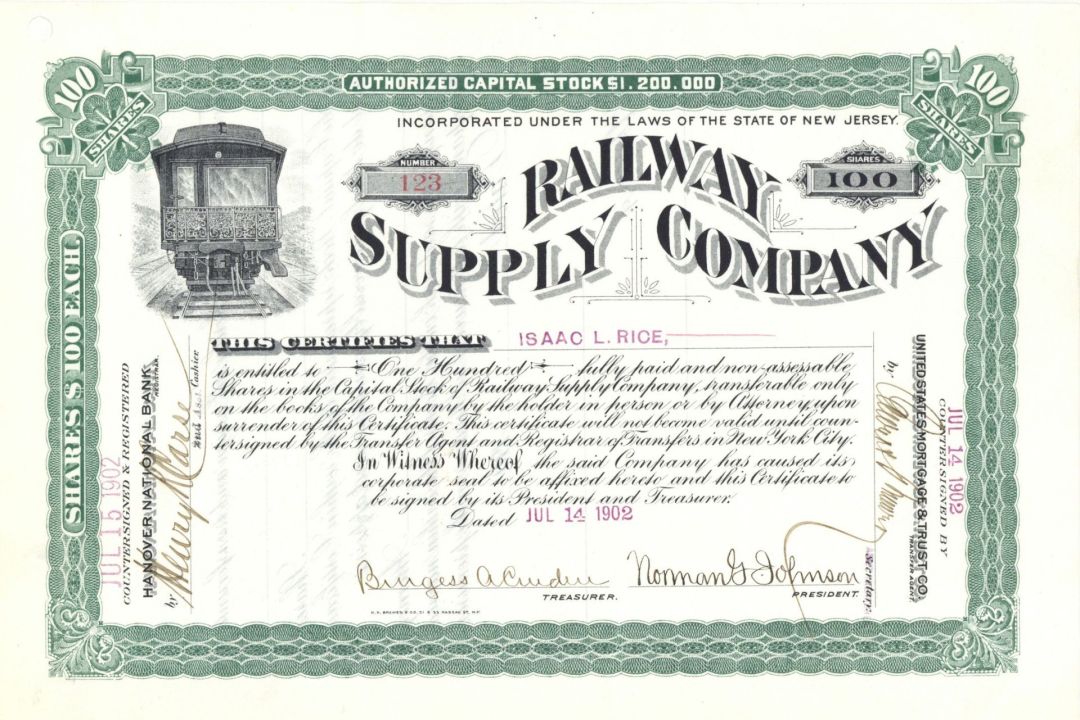 100 SHARES
AUTHORIZED CAPITAL STOCK $1.200.000
100 SHARES
INCORPORATED UNDER THE LAWS OF THE STATE OF NEW JERSEY.
NUMBER
123
SHARES
100
RAILWAY
SUPPLY COMPANY
THIS CERTIFIES THAT ISAAC L. RICE,
is entitled to One Hundred fully paid and non-assessable
Shares in the Capital Stock of Railway Supply Company, transferable only
on the books of the Company by the holder in person or by Attorney, upon
surrender of this Certificate. This certificate will not become valid until coun-
tersigned by the Transfer Agent and Registrar of Transfers in New York City.
In Witness Whereof the said Company has caused its
corporate seal to be affixed hereto and this Certificate to
be signed by its President and Treasurer.
Dated JUL 14 1902
Norman G Johnson
TREASURER.
PRESIDENT.
SHARES $100 EACH
JUL 15 1902
COUNTERSIGNED & REGISTERED
HANOVER NATIONAL BANK,
REGISTRAR.
by
Cashier
JUL 14 1902
COUNTERSIGNED BY
UNITED STATES MORTGAGE & TRUST CO.
TRANSFER AGENT.
by
Secretary